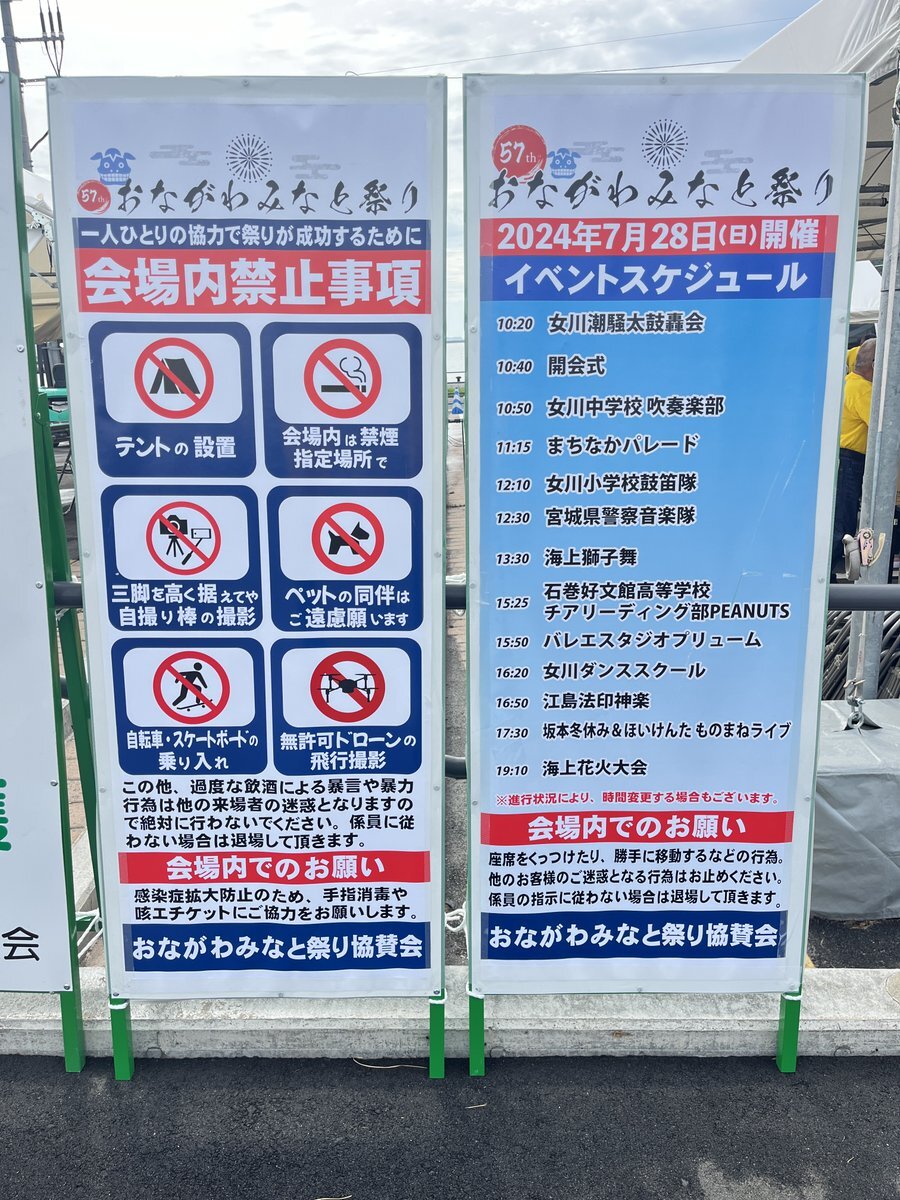 57th
おながわみなと祭り
一人ひとりの協力で祭りが成功するために
会場内禁止事項
テントの設置
会場内は禁煙
指定場所で
三脚を高く据えてや
自撮り棒の撮影
ペットの同伴は
ご遠慮願います
自転車・スケートボードの
乗り入れ
無許可ドローンの
飛行撮影
この他、過度な飲酒による暴言や暴力
行為は他の来場者の迷惑となりますの
で絶対に行わないでください。係員に従
わない場合は退場して頂きます。
会場内でのお願い
感染症拡大防止のため、手指消毒や
咳エチケットにご協力をお願いします。
おながわみなと祭り協賛会
57th
おながわみなと祭り
2024年7月28日(日)開催
イベントスケジュール
10:20 女川潮騒太鼓轟会
10:40 開会式
10:50 女川中学校 吹奏楽部
11:15 まちなかパレード
12:10 女川小学校鼓笛隊
12:30 宮城県警察音楽隊
13:30 海上獅子舞
15:25 石巻好文館高等学校
チアリーディング部PEANUTS
15:50 バレエスタジオプリューム
16:20 女川ダンススクール
16:50 江島法印神楽
17:30 坂本冬休み＆ほいけんた ものまねライブ
19:10 海上花火大会
※進行状況により、時間変更する場合もございます。
会場内でのお願い
座席をくっつけたり、勝手に移動するなどの行為。
他のお客様のご迷惑となる行為はお止めください。
係員の指示に従わない場合は退場して頂きます。
おながわみなと祭り協賛会
会